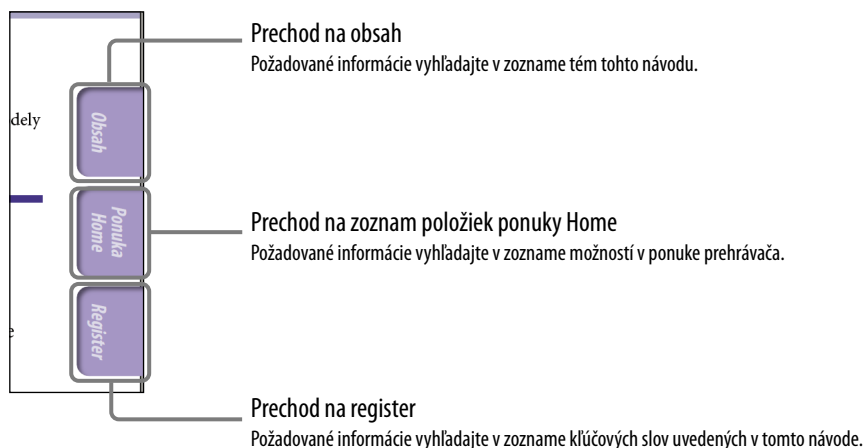 Prechod na obsah
Požadované informácie vyhľadajte v zozname tém tohto návodu.
dely
Obsah
Ponuka
Home
Prechod na zoznam položiek ponuky Home
Požadované informácie vyhľadajte v zozname možností v ponuke prehrávača.
Register
e
Prechod na register
Požadované informácie vyhľadajte v zozname kľúčových slov uvedených v tomto návode.